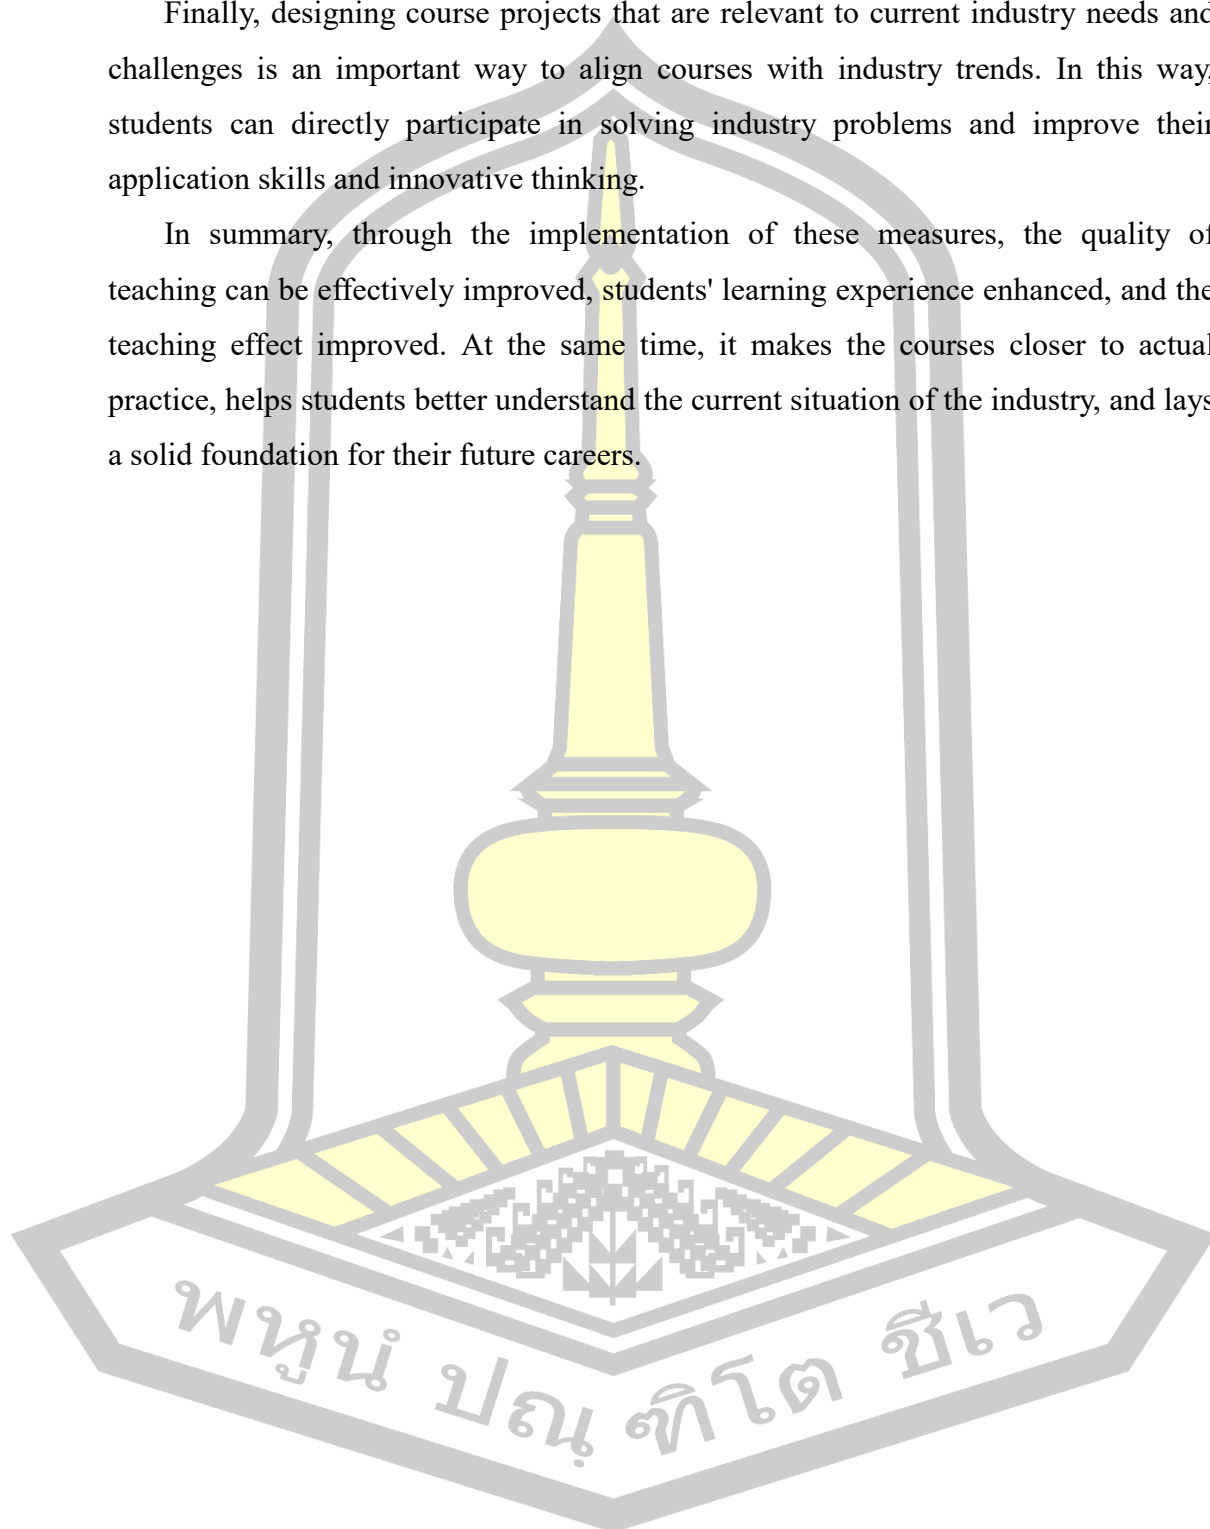 Finally, designing course projects that are relevant to current industry needs and
challenges is an important way to align courses with industry trends. In this way,
students can directly participate in solving industry problems and improve their
application skills and innovative thinking.
In summary, through the implementation of these measures, the quality of
teaching can be effectively improved, students' learning experience enhanced, and the
teaching effect improved. At the same time, it makes the courses closer to actual
practice, helps students better understand the current situation of the industry, and lays
a solid foundation for their future careers.
พหูนํ ปณฺฑิโต ชีเว